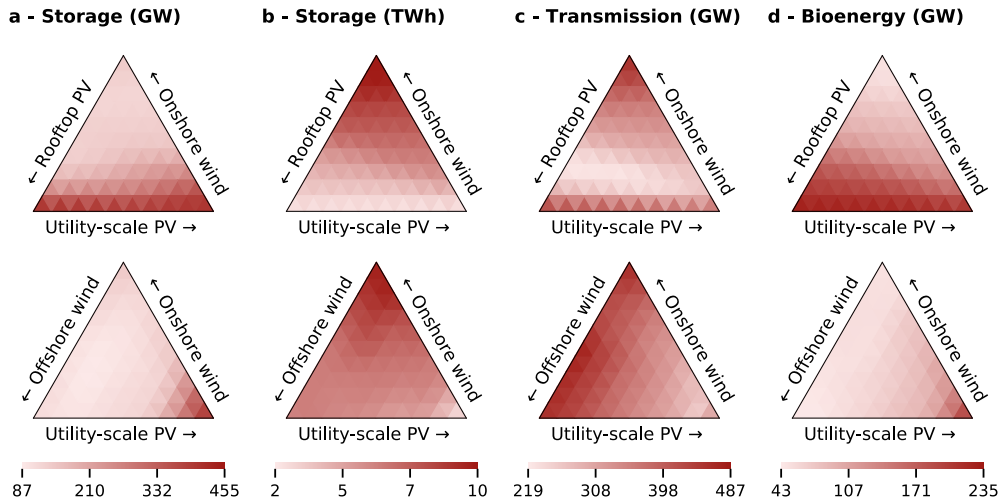 a - Storage (GW)
b - Storage (TWh)
c - Transmission (GW)
d - Bioenergy (GW)
← Rooftop PV
← Onshore wind
Utility-scale PV →
← Rooftop PV
← Onshore wind
Utility-scale PV →
← Rooftop PV
← Onshore wind
Utility-scale PV →
← Rooftop PV
← Onshore wind
Utility-scale PV →
← Offshore wind
← Onshore wind
Utility-scale PV →
← Offshore wind
← Onshore wind
Utility-scale PV →
← Offshore wind
← Onshore wind
Utility-scale PV →
← Offshore wind
← Onshore wind
Utility-scale PV →
87 210 332 455
2 5 7 10
219 308 398 487
43 107 171 235